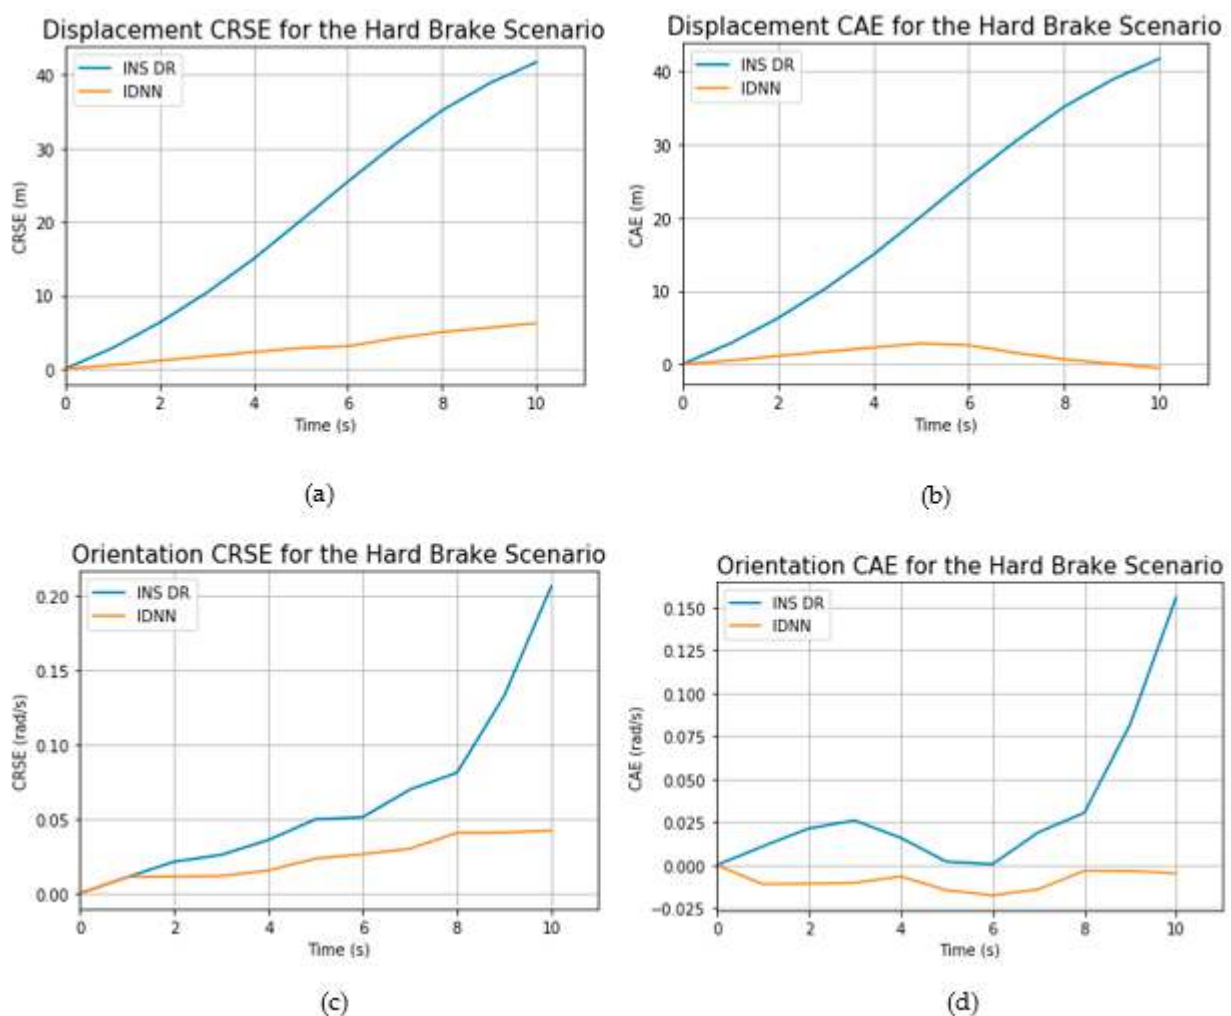 Displacement CRSE for the Hard Brake Scenario
INS DR
IDNN
40
30
20
10
0
CRSE (m)
0 2 4 6 8 10
Time (s)
(a)
Displacement CAE for the Hard Brake Scenario
INS DR
IDNN
40
30
20
10
0
CAE (m)
0 2 4 6 8 10
Time (s)
(b)
Orientation CRSE for the Hard Brake Scenario
INS DR
IDNN
0.20
0.15
0.10
0.05
0.00
CRSE (rad/s)
0 2 4 6 8 10
Time (s)
(c)
Orientation CAE for the Hard Brake Scenario
INS DR
IDNN
0.150
0.125
0.100
0.075
0.050
0.025
0.000
−0.025
CAE (rad/s)
0 2 4 6 8 10
Time (s)
(d)